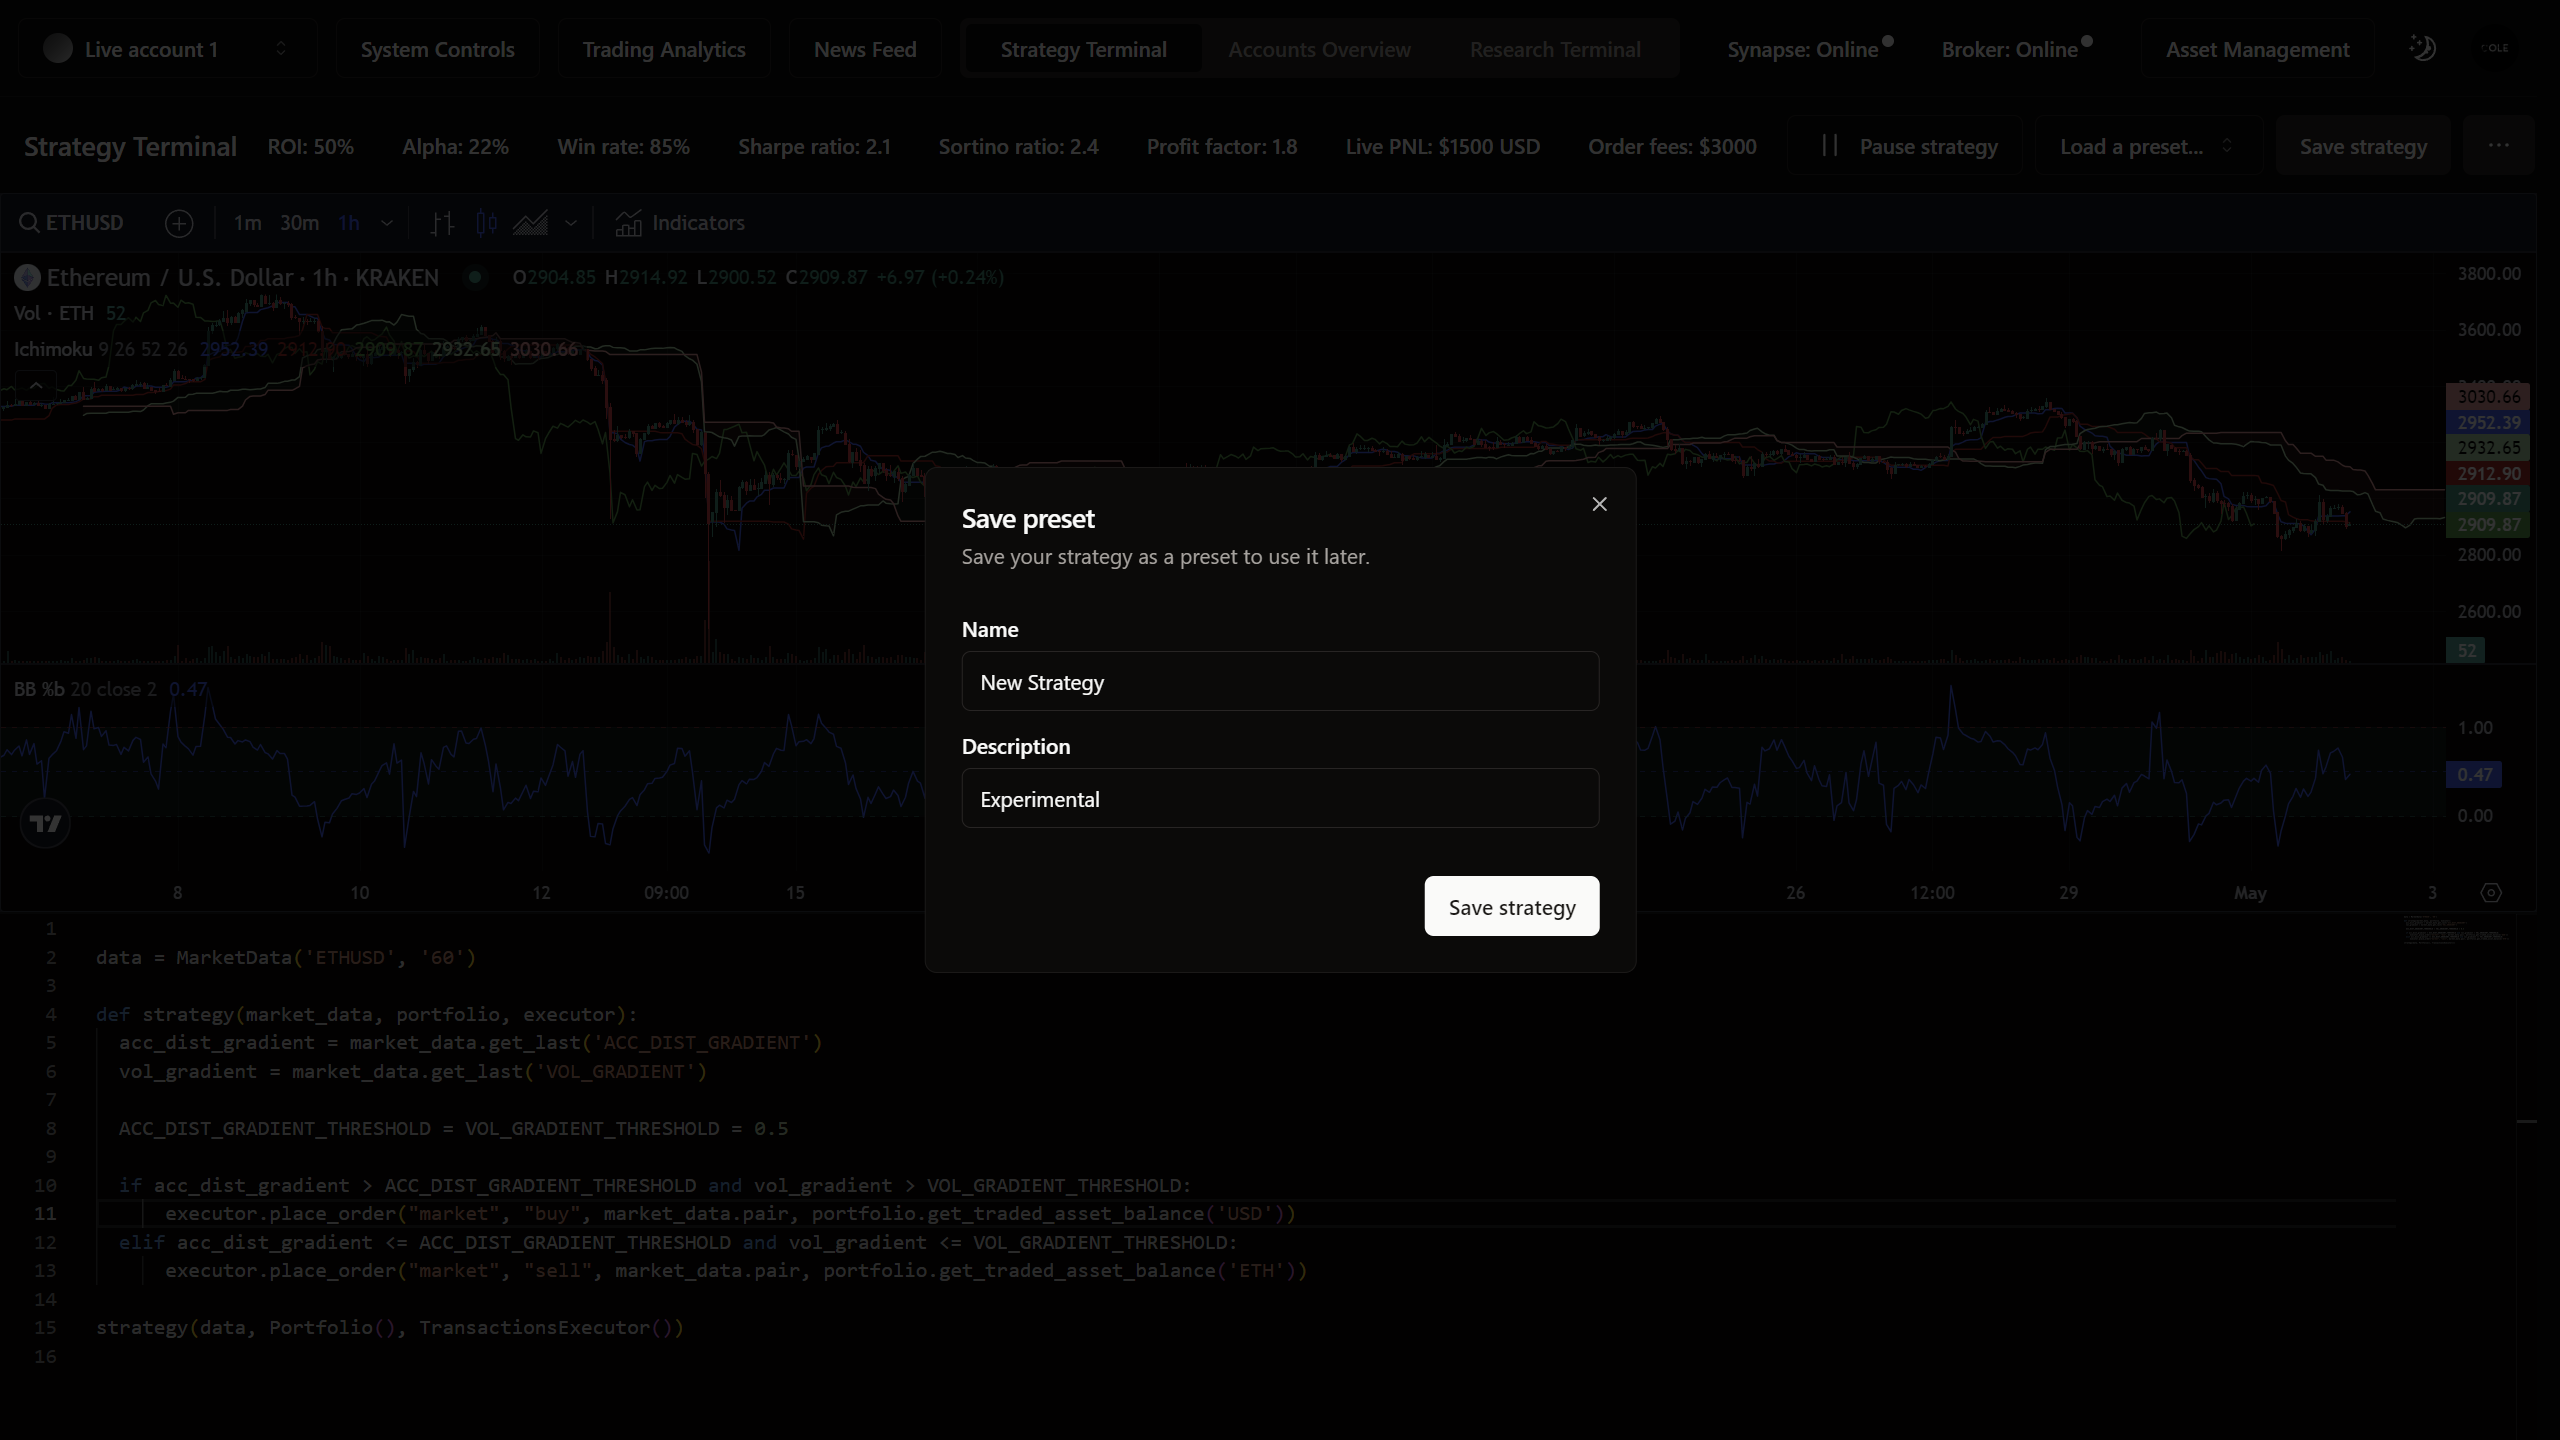 Live account 1 System Controls Trading Analytics News Feed Strategy Terminal Accounts Overview Research Terminal Synapse: Online Broker: Online Asset Management
Strategy Terminal ROI: 50% Alpha: 22% Win rate: 85% Sharpe ratio: 2.1 Sortino ratio: 2.4 Profit factor: 1.8 Live PNL: $1500 USD Order fees: $3000 Pause strategy Load a preset... Save strategy ...
ETHUSD 1m 30m 1h Indicators
Ethereum / U.S. Dollar · 1h · KRAKEN O2904.85 H2914.92 L2900.52 C2909.87 +6.97 (+0.24%)
Vol · ETH 52
Ichimoku 9 26 52 26 2952.39 2912.90 2909.87 2932.65 3030.66
3800.00
3600.00
3030.66
2952.39
2932.65
2912.90
2909.87
2909.87
2800.00
2600.00
52
BB %b 20 close 2 0.47
1.00
0.47
0.00
8 10 12 09:00 15 26 12:00 29 May 3
Save preset
Save your strategy as a preset to use it later.
Name
New Strategy
Description
Experimental
Save strategy
1
2 data = MarketData('ETHUSD', '60')
3
4 def strategy(market_data, portfolio, executor):
5 acc_dist_gradient = market_data.get_last('ACC_DIST_GRADIENT')
6 vol_gradient = market_data.get_last('VOL_GRADIENT')
7
8 ACC_DIST_GRADIENT_THRESHOLD = VOL_GRADIENT_THRESHOLD = 0.5
9
10 if acc_dist_gradient > ACC_DIST_GRADIENT_THRESHOLD and vol_gradient > VOL_GRADIENT_THRESHOLD:
11 executor.place_order("market", "buy", market_data.pair, portfolio.get_traded_asset_balance('USD'))
12 elif acc_dist_gradient <= ACC_DIST_GRADIENT_THRESHOLD and vol_gradient <= VOL_GRADIENT_THRESHOLD:
13 executor.place_order("market", "sell", market_data.pair, portfolio.get_traded_asset_balance('ETH'))
14
15 strategy(data, Portfolio(), TransactionsExecutor())
16